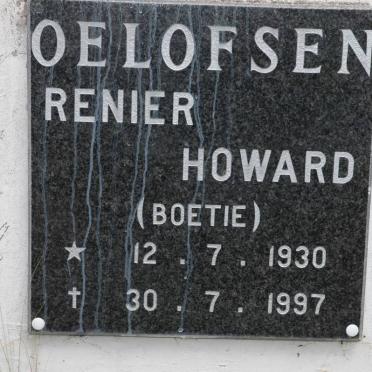 OELOFSEN
RENIER
HOWARD
(BOETIE)
★ 12 . 7 . 1930
✝ 30 . 7 . 1997